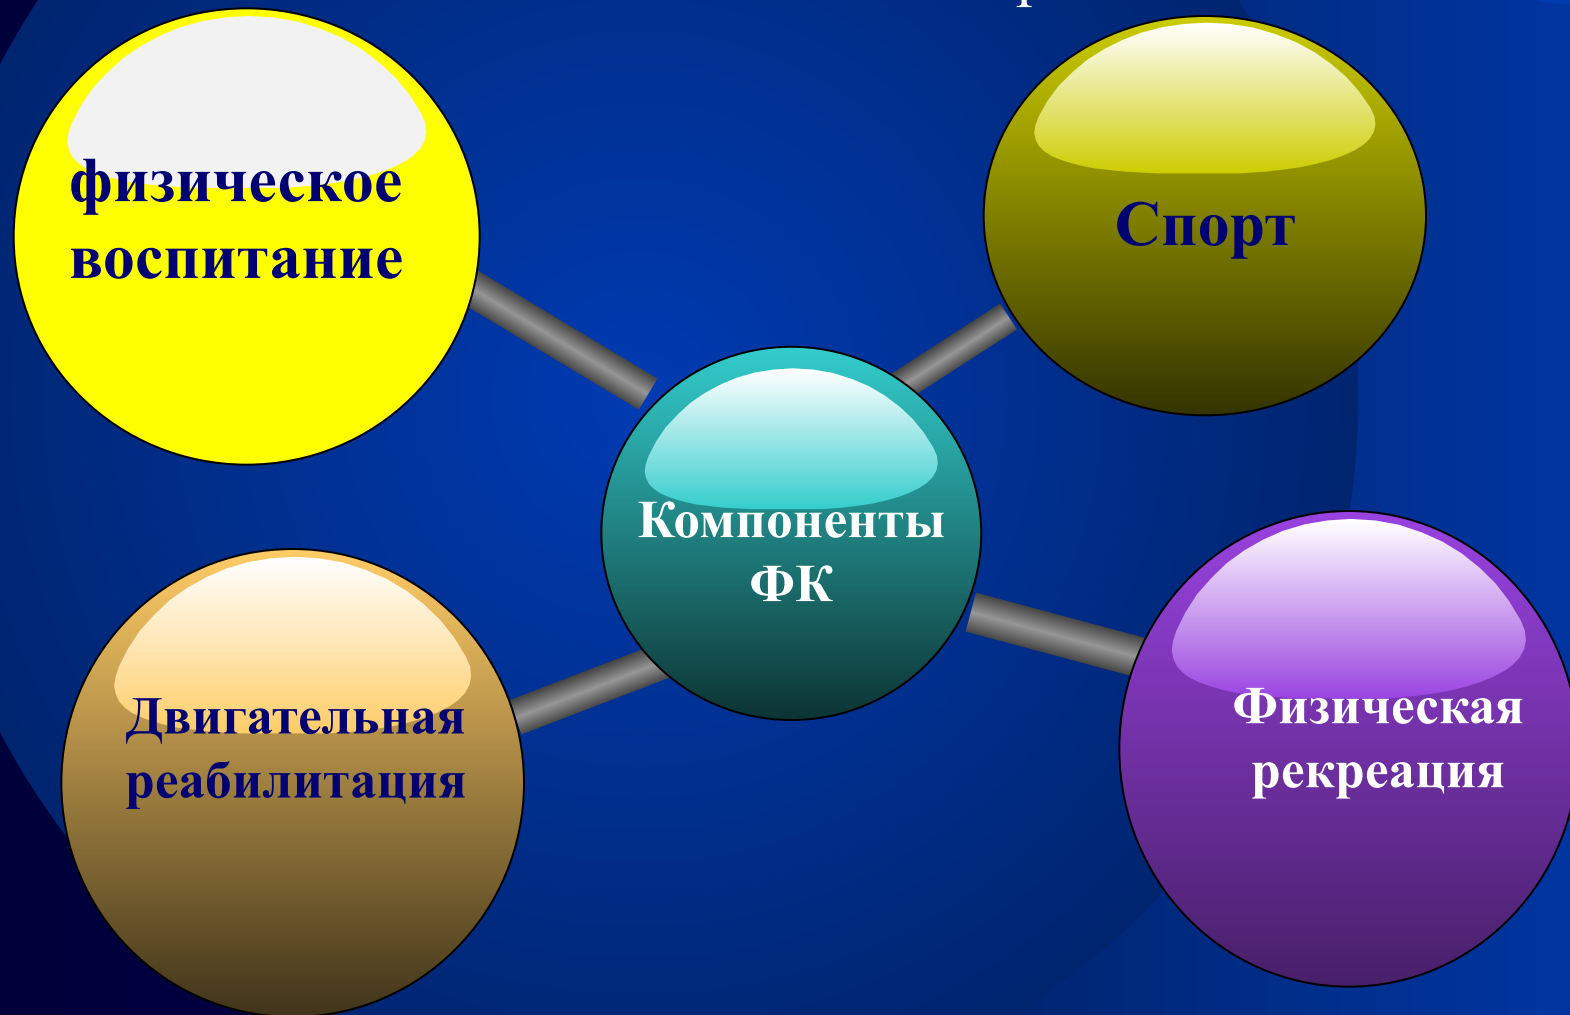 физическое
воспитание
Спорт
Компоненты
ФК
Двигательная
реабилитация
Физическая
рекреация